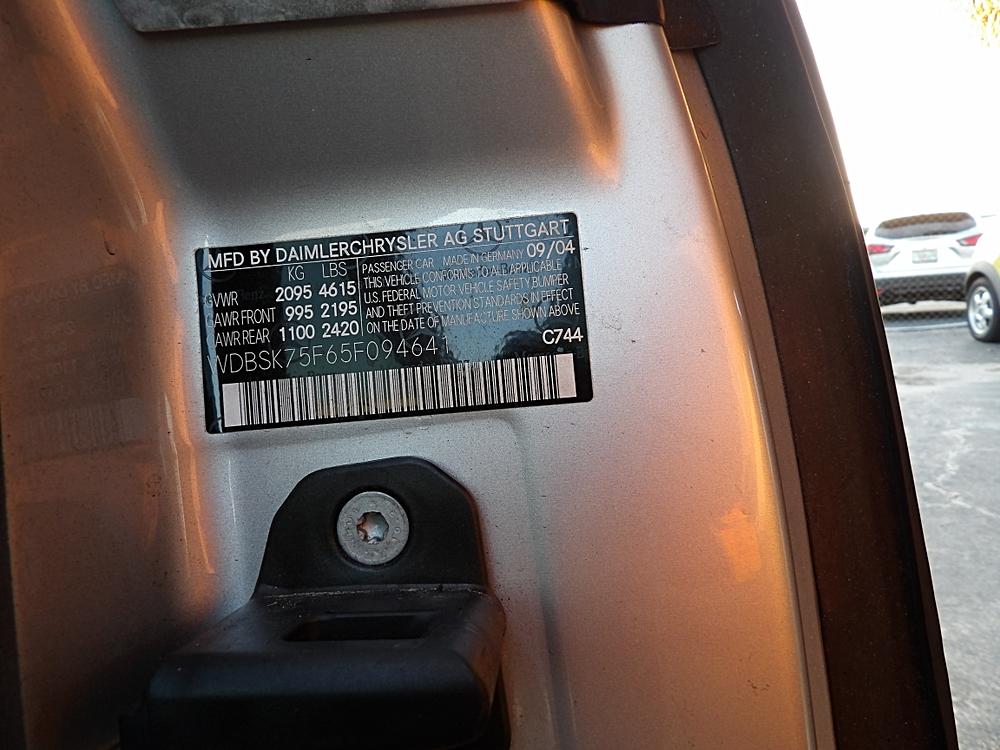 MFD BY DAIMLERCHRYSLER AG STUTTGART
KG LBS
GVWR 2095 4615
GAWR FRONT 995 2195
GAWR REAR 1100 2420
PASSENGER CAR MADE IN GERMANY 09/04
THIS VEHICLE CONFORMS TO ALL APPLICABLE
U.S. FEDERAL MOTOR VEHICLE SAFETY BUMPER
AND THEFT PREVENTION STANDARDS IN EFFECT
ON THE DATE OF MANUFACTURE SHOWN ABOVE
C744
WDBSK75F65F094641